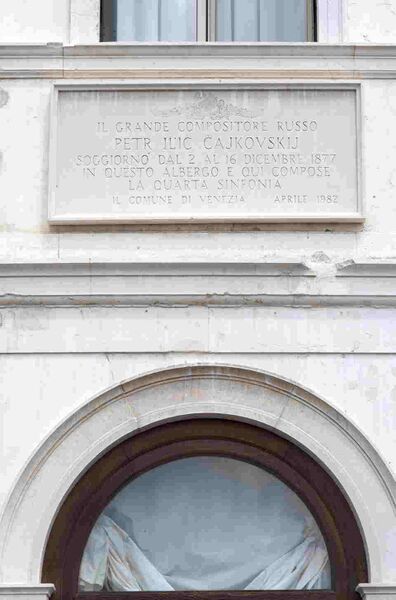 IL GRANDE COMPOSITORE RUSSO
PETR ILIC CAJKOVSKIJ
SOGGIORNO' DAL 2 AL 16 DICEMBRE 1877
IN QUESTO ALBERGO E QUI COMPOSE
LA QUARTA SINFONIA
IL COMUNE DI VENEZIA APRILE 1982